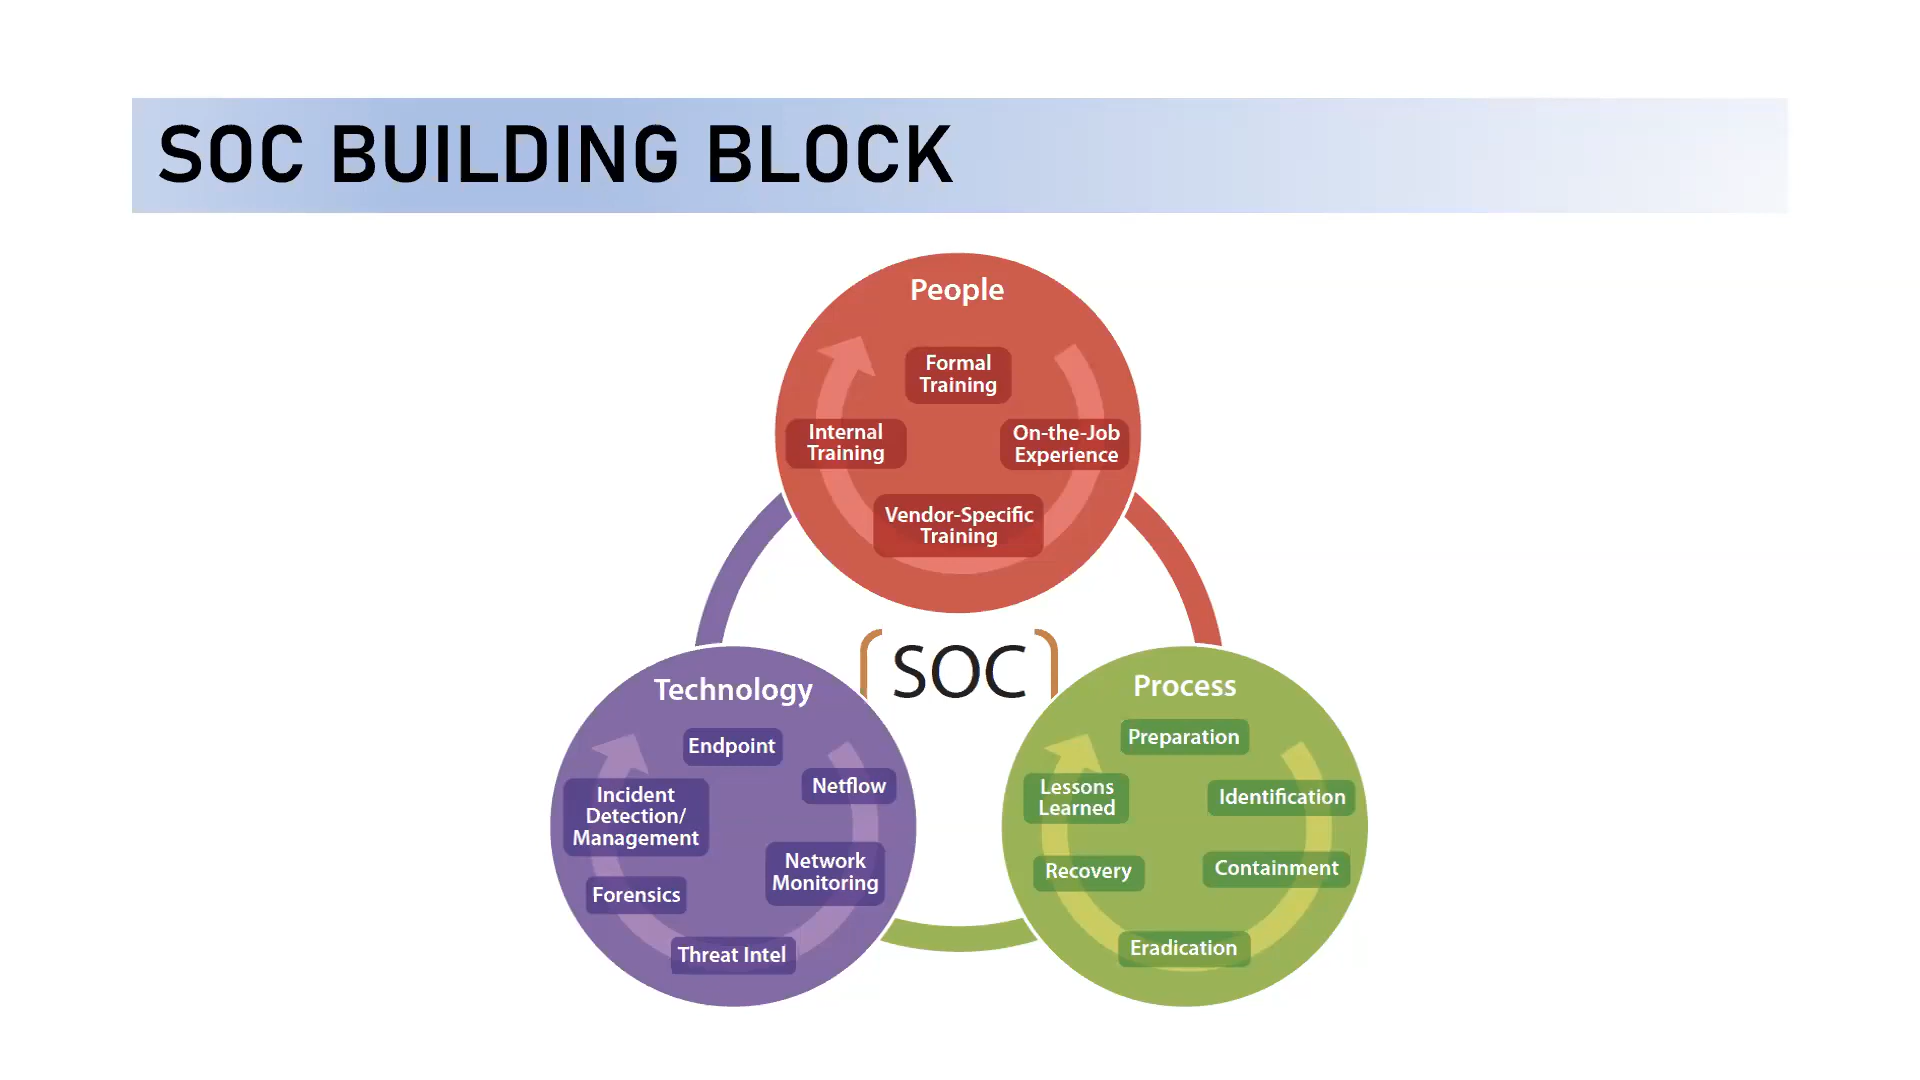 SOC BUILDING BLOCK
People
Formal
Training
Internal
Training
On-the-Job
Experience
Vendor-Specific
Training
SOC
Technology
Endpoint
Netflow
Incident
Detection/
Management
Network
Monitoring
Forensics
Threat Intel
Process
Preparation
Lessons
Learned
Identification
Recovery
Containment
Eradication